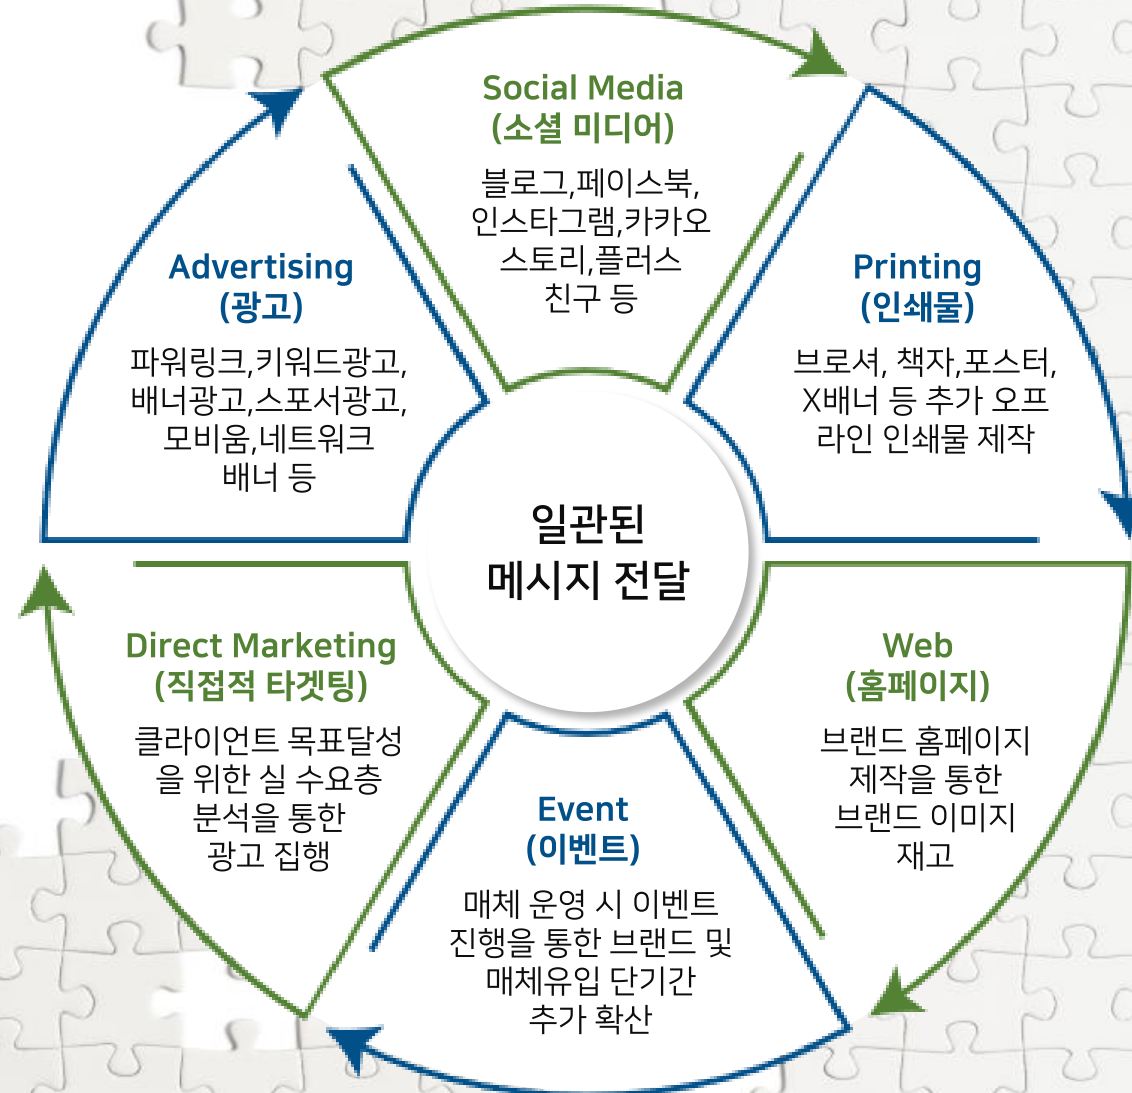 Social Media
(소셜 미디어)
블로그,페이스북,
인스타그램,카카오
스토리,플러스
친구 등
Printing
(인쇄물)
브로셔, 책자,포스터,
X배너 등 추가 오프
라인 인쇄물 제작
Web
(홈페이지)
브랜드 홈페이지
제작을 통한
브랜드 이미지
재고
Event
(이벤트)
매체 운영 시 이벤트
진행을 통한 브랜드 및
매체유입 단기간
추가 확산
Direct Marketing
(직접적 타겟팅)
클라이언트 목표달성
을 위한 실 수요층
분석을 통한
광고 집행
Advertising
(광고)
파워링크,키워드광고,
배너광고,스포서광고,
모비움,네트워크
배너 등
일관된
메시지 전달